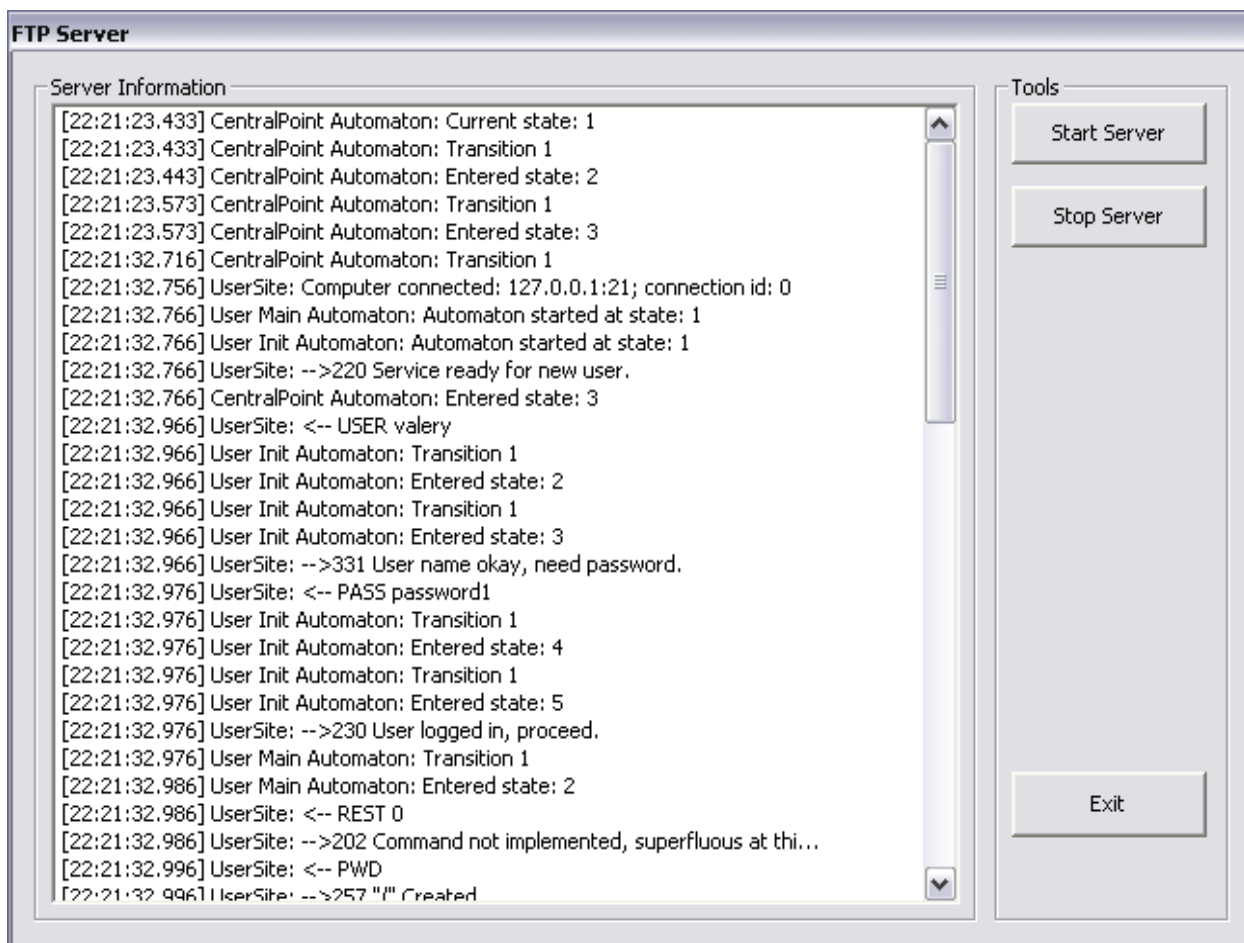 FTP Server
Server Information
[22:21:23.433] CentralPoint Automaton: Current state: 1
[22:21:23.433] CentralPoint Automaton: Transition 1
[22:21:23.443] CentralPoint Automaton: Entered state: 2
[22:21:23.573] CentralPoint Automaton: Transition 1
[22:21:23.573] CentralPoint Automaton: Entered state: 3
[22:21:32.716] CentralPoint Automaton: Transition 1
[22:21:32.756] UserSite: Computer connected: 127.0.0.1:21; connection id: 0
[22:21:32.766] User Main Automaton: Automaton started at state: 1
[22:21:32.766] User Init Automaton: Automaton started at state: 1
[22:21:32.766] UserSite: -->220 Service ready for new user.
[22:21:32.766] CentralPoint Automaton: Entered state: 3
[22:21:32.966] UserSite: <-- USER valery
[22:21:32.966] User Init Automaton: Transition 1
[22:21:32.966] User Init Automaton: Entered state: 2
[22:21:32.966] User Init Automaton: Transition 1
[22:21:32.966] User Init Automaton: Entered state: 3
[22:21:32.966] UserSite: -->331 User name okay, need password.
[22:21:32.976] UserSite: <-- PASS password1
[22:21:32.976] User Init Automaton: Transition 1
[22:21:32.976] User Init Automaton: Entered state: 4
[22:21:32.976] User Init Automaton: Transition 1
[22:21:32.976] User Init Automaton: Entered state: 5
[22:21:32.976] UserSite: -->230 User logged in, proceed.
[22:21:32.976] User Main Automaton: Transition 1
[22:21:32.986] User Main Automaton: Entered state: 2
[22:21:32.986] UserSite: <-- REST 0
[22:21:32.986] UserSite: -->202 Command not implemented, superfluous at thi...
[22:21:32.996] UserSite: <-- PWD
[22:21:32.996] UserSite: -->257 "/" Created
Tools
Start Server
Stop Server
Exit